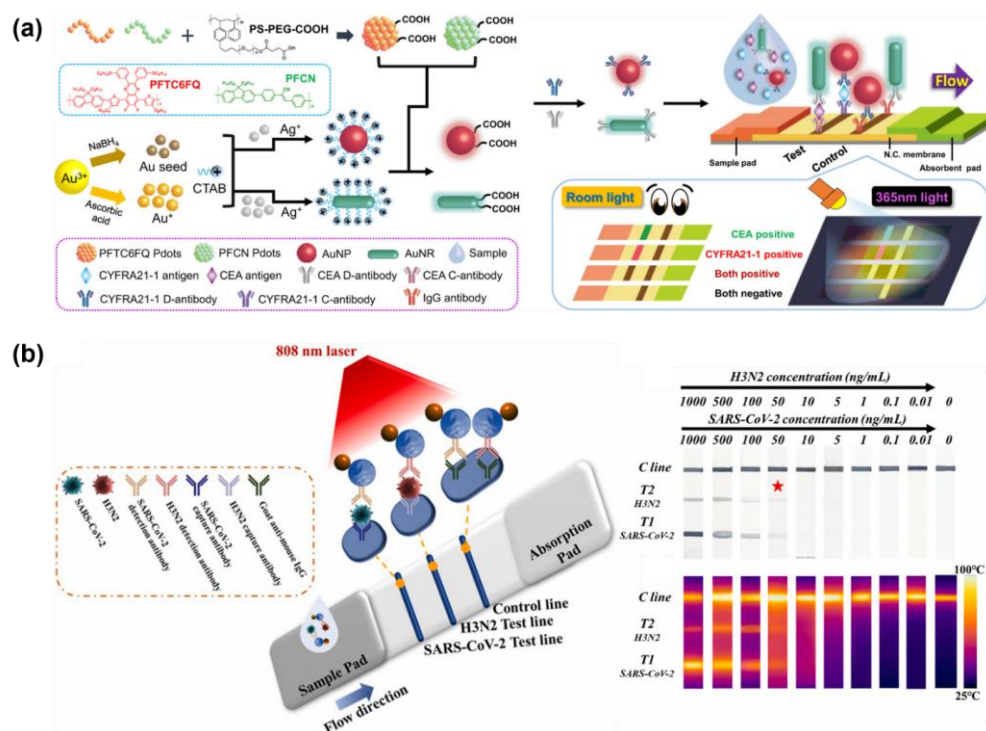 (a)
PS-PEG-COOH
COOH
COOH
COOH
COOH
PFTC6FQ
PFCN
NaBH₄
Au seed
Au³⁺
CTAB
Ag⁺
Ascorbic
acid
Au⁺
Ag⁺
COOH
COOH
COOH
COOH
Flow
Sample pad
Test
Control
N.C. membrane
Absorbent pad
Room light
365nm light
CEA positive
CYFRA21-1 positive
Both positive
Both negative
PFTC6FQ Pdots
PFCN Pdots
AuNP
AuNR
Sample
CYFRA21-1 antigen
CEA antigen
CEA D-antibody
CEA C-antibody
CYFRA21-1 D-antibody
CYFRA21-1 C-antibody
IgG antibody
(b)
808 nm laser
SARS-CoV-2
H3N2
SARS-CoV-2
detection antibody
H3N2 detection antibody
SARS-CoV-2
capture antibody
H3N2 capture antibody
Goat anti-mouse IgG
Sample Pad
Absorption
Pad
Control line
H3N2 Test line
SARS-CoV-2 Test line
Flow direction
H3N2 concentration (ng/mL)
1000 500 100 50 10 5 1 0.1 0.01 0
SARS-CoV-2 concentration (ng/mL)
1000 500 100 50 10 5 1 0.1 0.01 0
C line
T2
H3N2
T1
SARS-CoV-2
100℃
C line
T2
H3N2
T1
SARS-CoV-2
25℃